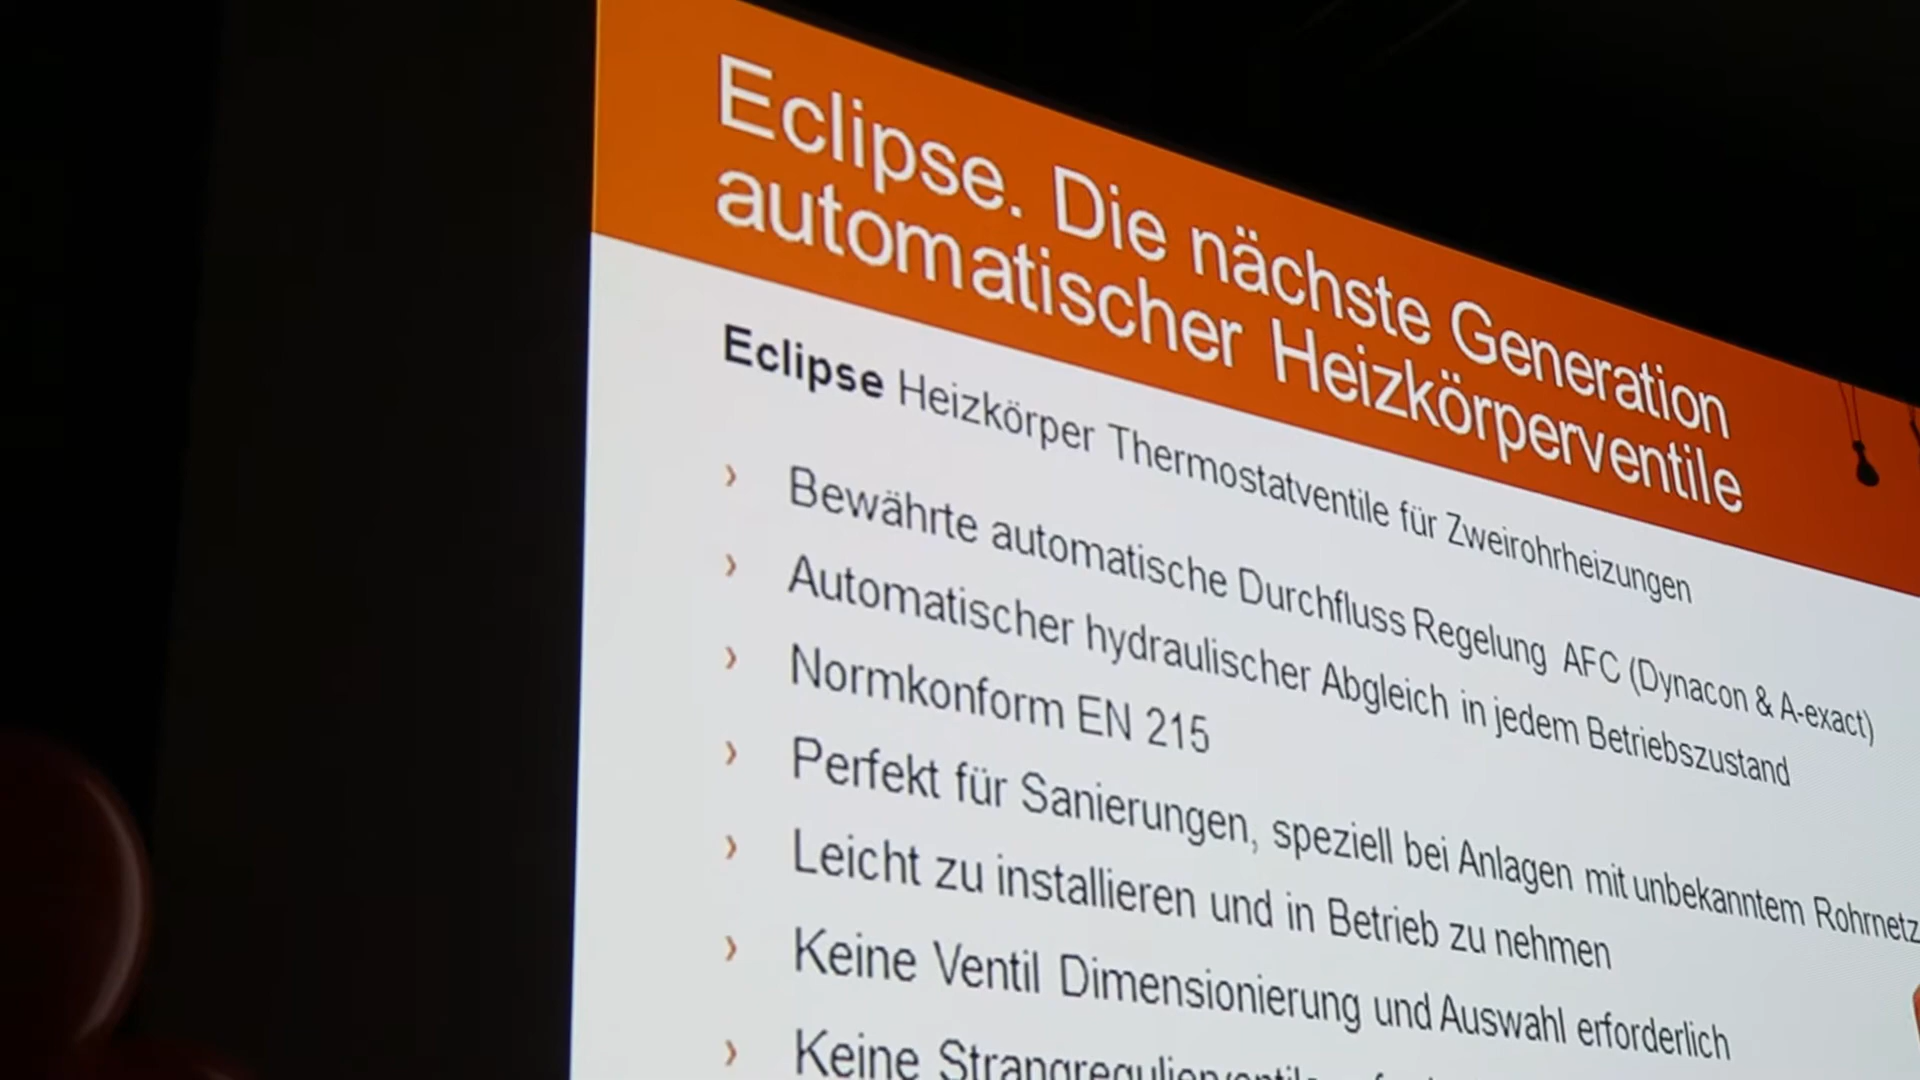 Eclipse. Die nächste Generation
automatischer Heizkörperventile
Eclipse Heizkörper Thermostatventile für Zweirohrheizungen
› Bewährte automatische Durchfluss Regelung AFC (Dynacon & A-exact)
› Automatischer hydraulischer Abgleich in jedem Betriebszustand
› Normkonform EN 215
› Perfekt für Sanierungen, speziell bei Anlagen mit unbekanntem Rohrnetz
› Leicht zu installieren und in Betrieb zu nehmen
› Keine Ventil Dimensionierung und Auswahl erforderlich
› Keine